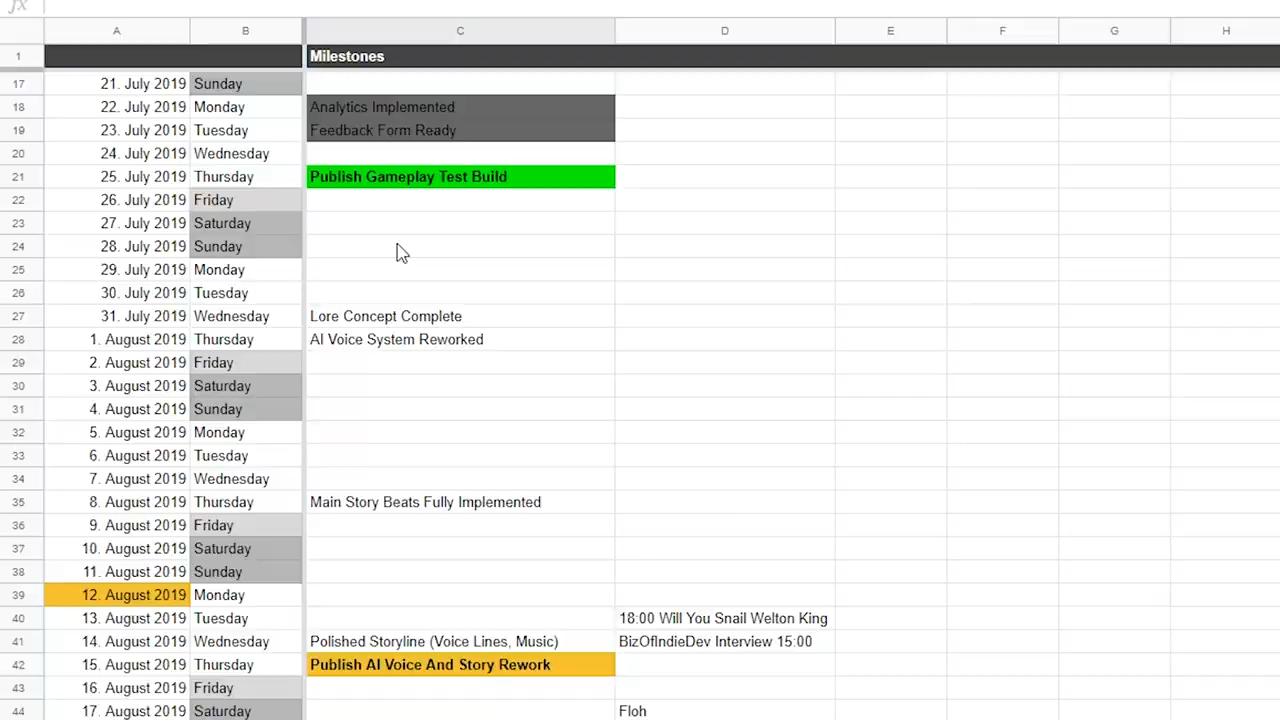 fx
A B C D E F G H
1 Milestones
17 21. July 2019 Sunday
18 22. July 2019 Monday Analytics Implemented
19 23. July 2019 Tuesday Feedback Form Ready
20 24. July 2019 Wednesday
21 25. July 2019 Thursday Publish Gameplay Test Build
22 26. July 2019 Friday
23 27. July 2019 Saturday
24 28. July 2019 Sunday
25 29. July 2019 Monday
26 30. July 2019 Tuesday
27 31. July 2019 Wednesday Lore Concept Complete
28 1. August 2019 Thursday AI Voice System Reworked
29 2. August 2019 Friday
30 3. August 2019 Saturday
31 4. August 2019 Sunday
32 5. August 2019 Monday
33 6. August 2019 Tuesday
34 7. August 2019 Wednesday
35 8. August 2019 Thursday Main Story Beats Fully Implemented
36 9. August 2019 Friday
37 10. August 2019 Saturday
38 11. August 2019 Sunday
39 12. August 2019 Monday
40 13. August 2019 Tuesday 18:00 Will You Snail Welton King
41 14. August 2019 Wednesday Polished Storyline (Voice Lines, Music) BizOfIndieDev Interview 15:00
42 15. August 2019 Thursday Publish AI Voice And Story Rework
43 16. August 2019 Friday
44 17. August 2019 Saturday Floh